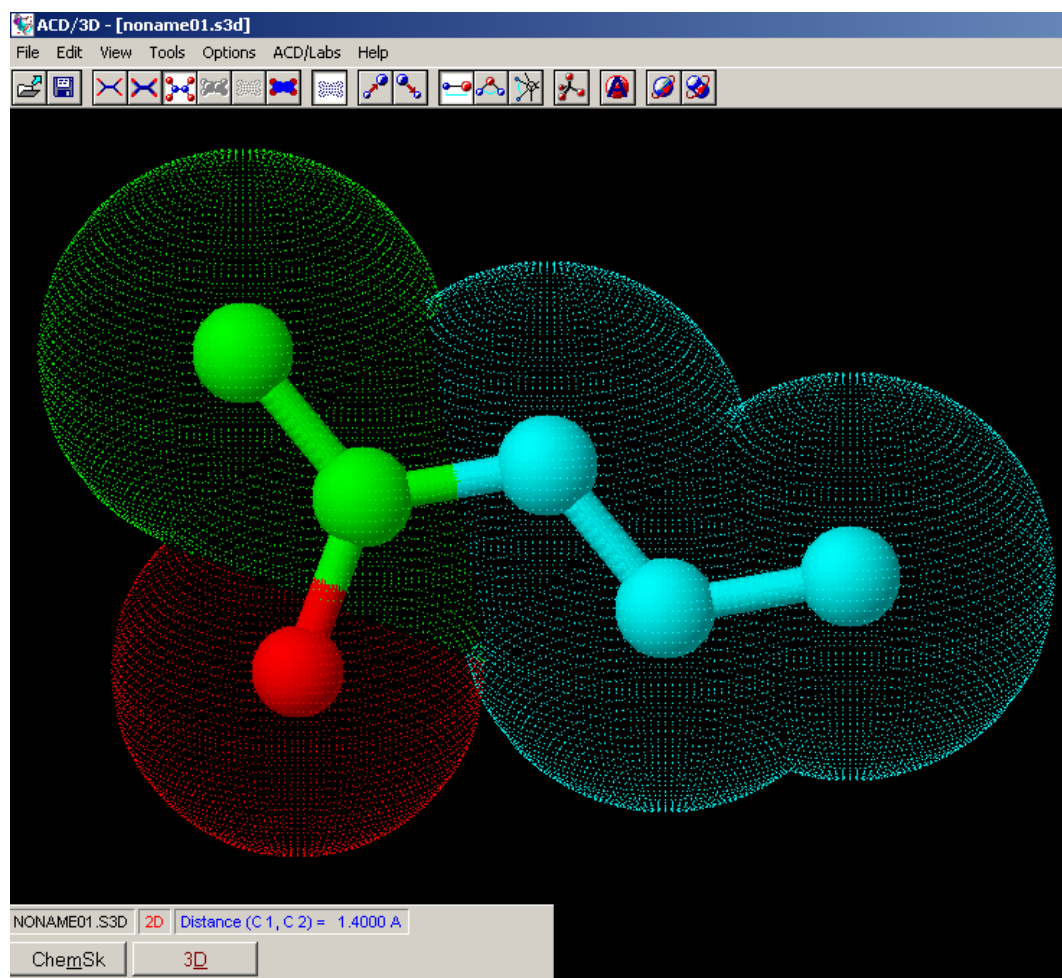 ACD/3D - [noname01.s3d]
File Edit View Tools Options ACD/Labs Help
NONAME01.S3D 2D Distance (C 1, C 2) = 1.4000 A
ChemSk 3D